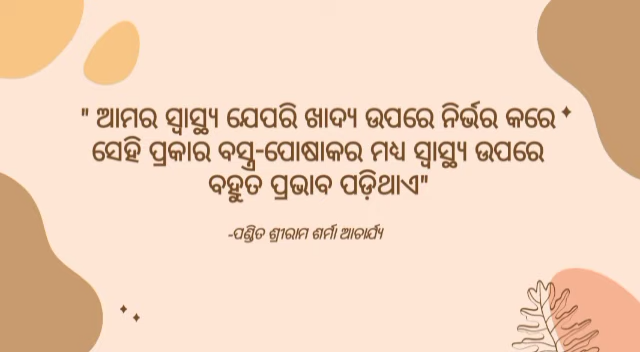 " ଆମର ସ୍ୱାସ୍ଥ୍ୟ ଯେପରି ଖାଦ୍ୟ ଉପରେ ନିର୍ଭର କରେ
ସେହି ପ୍ରକାର ବସ୍ତ୍ର-ପୋଷାକର ମଧ୍ୟ ସ୍ୱାସ୍ଥ୍ୟ ଉପରେ
ବହୁତ ପ୍ରଭାବ ପଡ଼ିଥାଏ"
-ପଣ୍ଡିତ ଶ୍ରୀରାମ ଶର୍ମା ଆଚାର୍ଯ୍ୟ